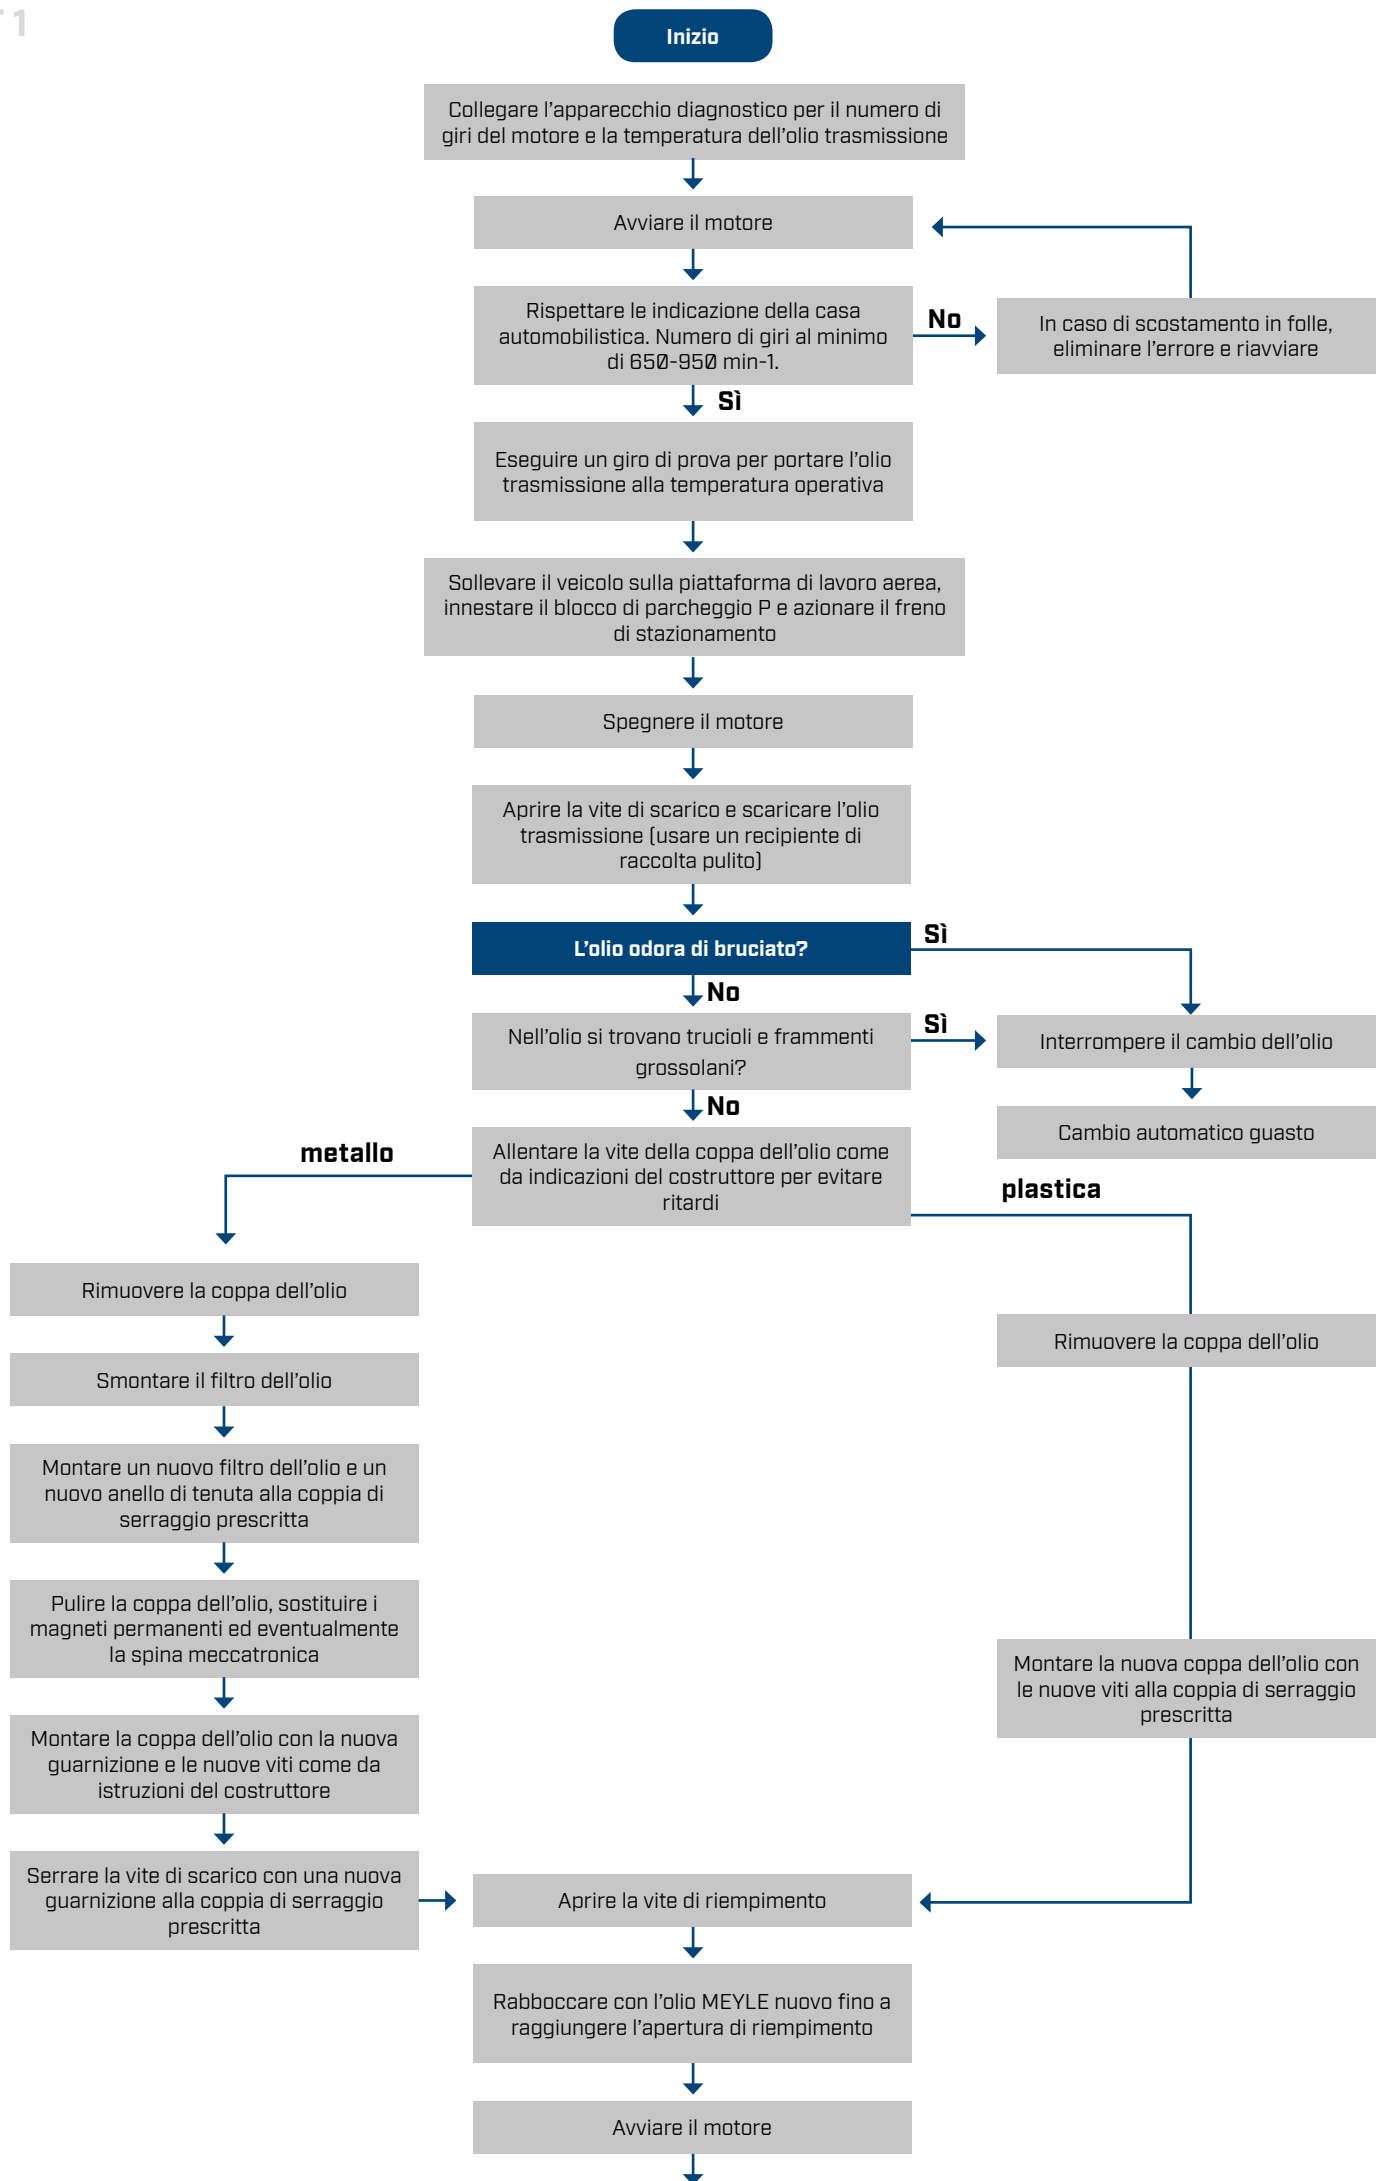 1
Inizio
Collegare l'apparecchio diagnostico per il numero di
giri del motore e la temperatura dell'olio trasmissione
Avviare il motore
Rispettare le indicazione della casa
automobilistica. Numero di giri al minimo
di 650-950 min-1.
No
In caso di scostamento in folle,
eliminare l'errore e riavviare
Sì
Eseguire un giro di prova per portare l'olio
trasmissione alla temperatura operativa
Sollevare il veicolo sulla piattaforma di lavoro aerea,
innestare il blocco di parcheggio P e azionare il freno
di stazionamento
Spegnere il motore
Aprire la vite di scarico e scaricare l'olio
trasmissione (usare un recipiente di
raccolta pulito)
L'olio odora di bruciato?
Sì
No
Nell'olio si trovano trucioli e frammenti
grossolani?
Sì
Interrompere il cambio dell'olio
No
Cambio automatico guasto
Allentare la vite della coppa dell'olio come
da indicazioni del costruttore per evitare
ritardi
metallo
plastica
Rimuovere la coppa dell'olio
Smontare il filtro dell'olio
Montare un nuovo filtro dell'olio e un
nuovo anello di tenuta alla coppia di
serraggio prescritta
Pulire la coppa dell'olio, sostituire i
magneti permanenti ed eventualmente
la spina meccatronica
Montare la coppa dell'olio con la nuova
guarnizione e le nuove viti come da
istruzioni del costruttore
Serrare la vite di scarico con una nuova
guarnizione alla coppia di serraggio
prescritta
Rimuovere la coppa dell'olio
Montare la nuova coppa dell'olio con
le nuove viti alla coppia di serraggio
prescritta
Aprire la vite di riempimento
Rabboccare con l'olio MEYLE nuovo fino a
raggiungere l'apertura di riempimento
Avviare il motore